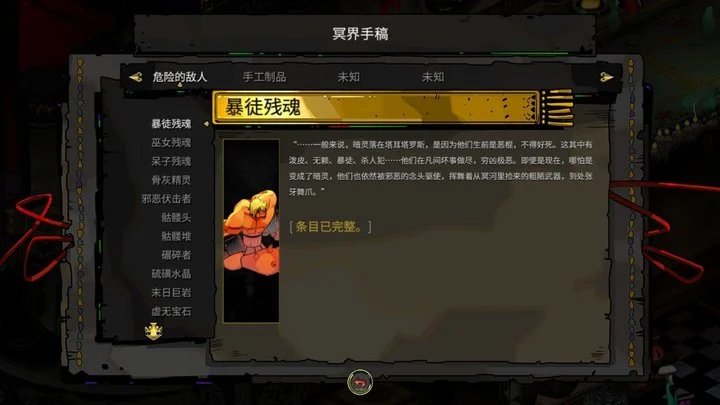 冥界手稿
危险的敌人 手工制品 未知 未知
暴徒残魂
暴徒残魂
巫女残魂
呆子残魂
骨灰精灵
邪恶伏击者
骷髅头
骷髅堆
碾碎者
硫磺水晶
末日巨岩
虚无宝石
“……一般来说，暗灵落在塔耳塔罗斯，是因为他们生前是恶棍，不得好死。这其中有
泼皮、无赖、暴徒、杀人犯……他们在凡间坏事做尽，穷凶极恶。即便是现在，哪怕是
变成了暗灵，他们也依然被邪恶的念头驱使，挥舞着从冥河里捡来的粗陋武器，到处张
牙舞爪。”
[ 条目已完整。 ]